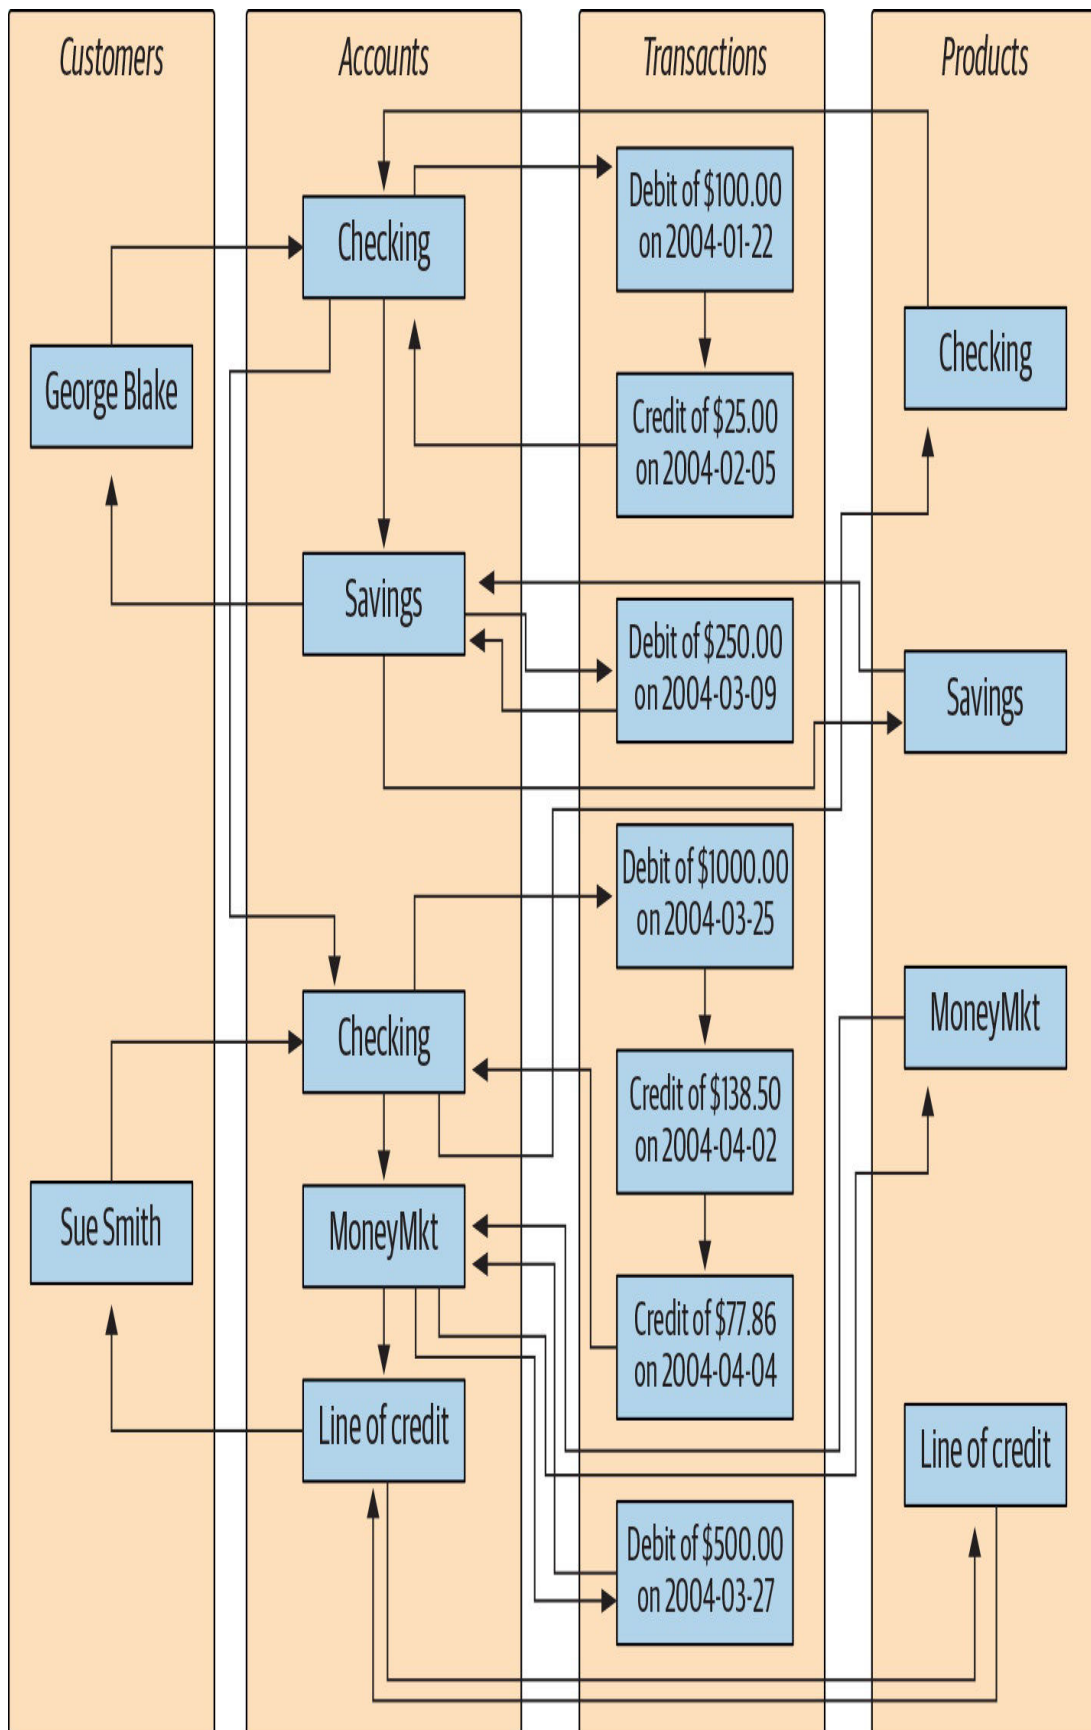 Customers
George Blake
Sue Smith
Accounts
Checking
Savings
Checking
MoneyMkt
Line of credit
Transactions
Debit of $100.00
on 2004-01-22
Credit of $25.00
on 2004-02-05
Debit of $250.00
on 2004-03-09
Debit of $1000.00
on 2004-03-25
Credit of $138.50
on 2004-04-02
Credit of $77.86
on 2004-04-04
Debit of $500.00
on 2004-03-27
Products
Checking
Savings
MoneyMkt
Line of credit